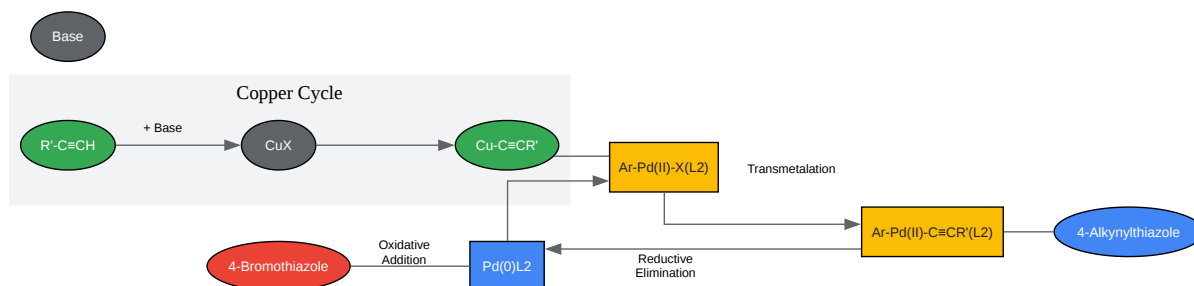 Base
Copper Cycle
R'-C≡CH
+ Base
CuX
Cu-C≡CR'
Ar-Pd(II)-X(L2)
Transmetalation
Ar-Pd(II)-C≡CR'(L2)
4-Alkynylthiazole
4-Bromothiazole
Oxidative
Addition
Pd(0)L2
Reductive
Elimination